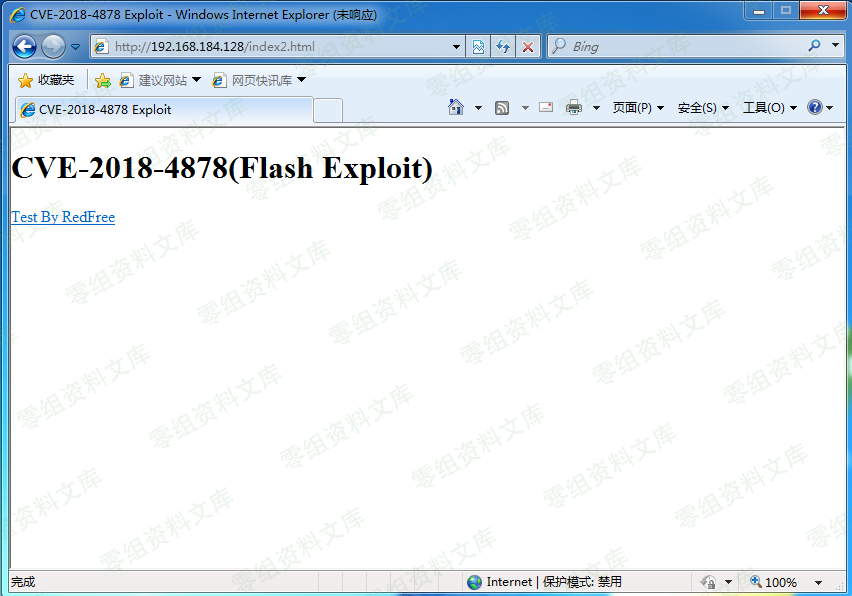 CVE-2018-4878 Exploit - Windows Internet Explorer (未响应)
http://192.168.184.128/index2.html
Bing
收藏夹 建议网站 网页快讯库
CVE-2018-4878 Exploit 页面(P) 安全(S) 工具(O)
CVE-2018-4878(Flash Exploit)
Test By RedFree
零组资料文库
完成 Internet | 保护模式: 禁用 100%